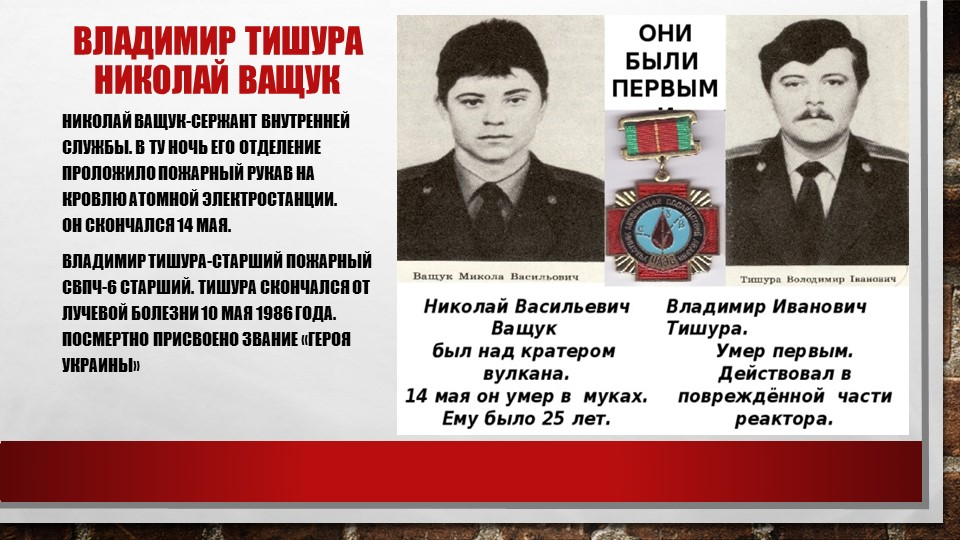 ВЛАДИМИР ТИШУРА
НИКОЛАЙ ВАЩУК
НИКОЛАЙ ВАЩУК-СЕРЖАНТ ВНУТРЕННЕЙ
СЛУЖБЫ. В ТУ НОЧЬ ЕГО ОТДЕЛЕНИЕ
ПРОЛОЖИЛО ПОЖАРНЫЙ РУКАВ НА
КРОВЛЮ АТОМНОЙ ЭЛЕКТРОСТАНЦИИ.
ОН СКОНЧАЛСЯ 14 МАЯ.
ВЛАДИМИР ТИШУРА-СТАРШИЙ ПОЖАРНЫЙ
СВПЧ-6 СТАРШИЙ. ТИШУРА СКОНЧАЛСЯ ОТ
ЛУЧЕВОЙ БОЛЕЗНИ 10 МАЯ 1986 ГОДА.
ПОСМЕРТНО ПРИСВОЕНО ЗВАНИЕ «ГЕРОЯ
УКРАИНЫ»
ОНИ
БЫЛИ
ПЕРВЫМ
И
Ващук Микола Васильович
Тишура Володимир Іванович
Николай Васильевич
Ващук
был над кратером
вулкана.
14 мая он умер в муках.
Ему было 25 лет.
Владимир Иванович
Тишура.
Умер первым.
Действовал в
повреждённой части
реактора.